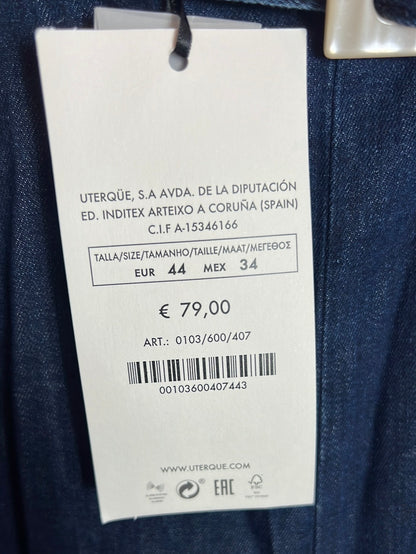 UTERQÜE, S.A AVDA. DE LA DIPUTACIÓN
ED. INDITEX ARTEIXO A CORUÑA (SPAIN)
C.I.F A-15346166
TALLA/SIZE/TAMANHO/TAILLE/MAAT/ΜΕΓΕΘΟΣ
EUR 44 MEX 34
€ 79,00
ART.: 0103/600/407
00103600407443
WWW.UTERQUE.COM
EAC
FSC